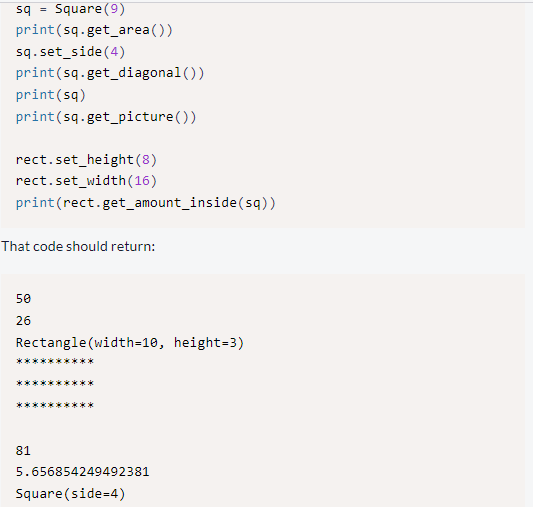 sq = Square(9)
print(sq.get_area())
sq.set_side(4)
print(sq.get_diagonal())
print(sq)
print(sq.get_picture())

rect.set_height(8)
rect.set_width(16)
print(rect.get_amount_inside(sq))
That code should return:
50
26
Rectangle(width=10, height=3)
**********
**********
**********

81
5.656854249492381
Square(side=4)